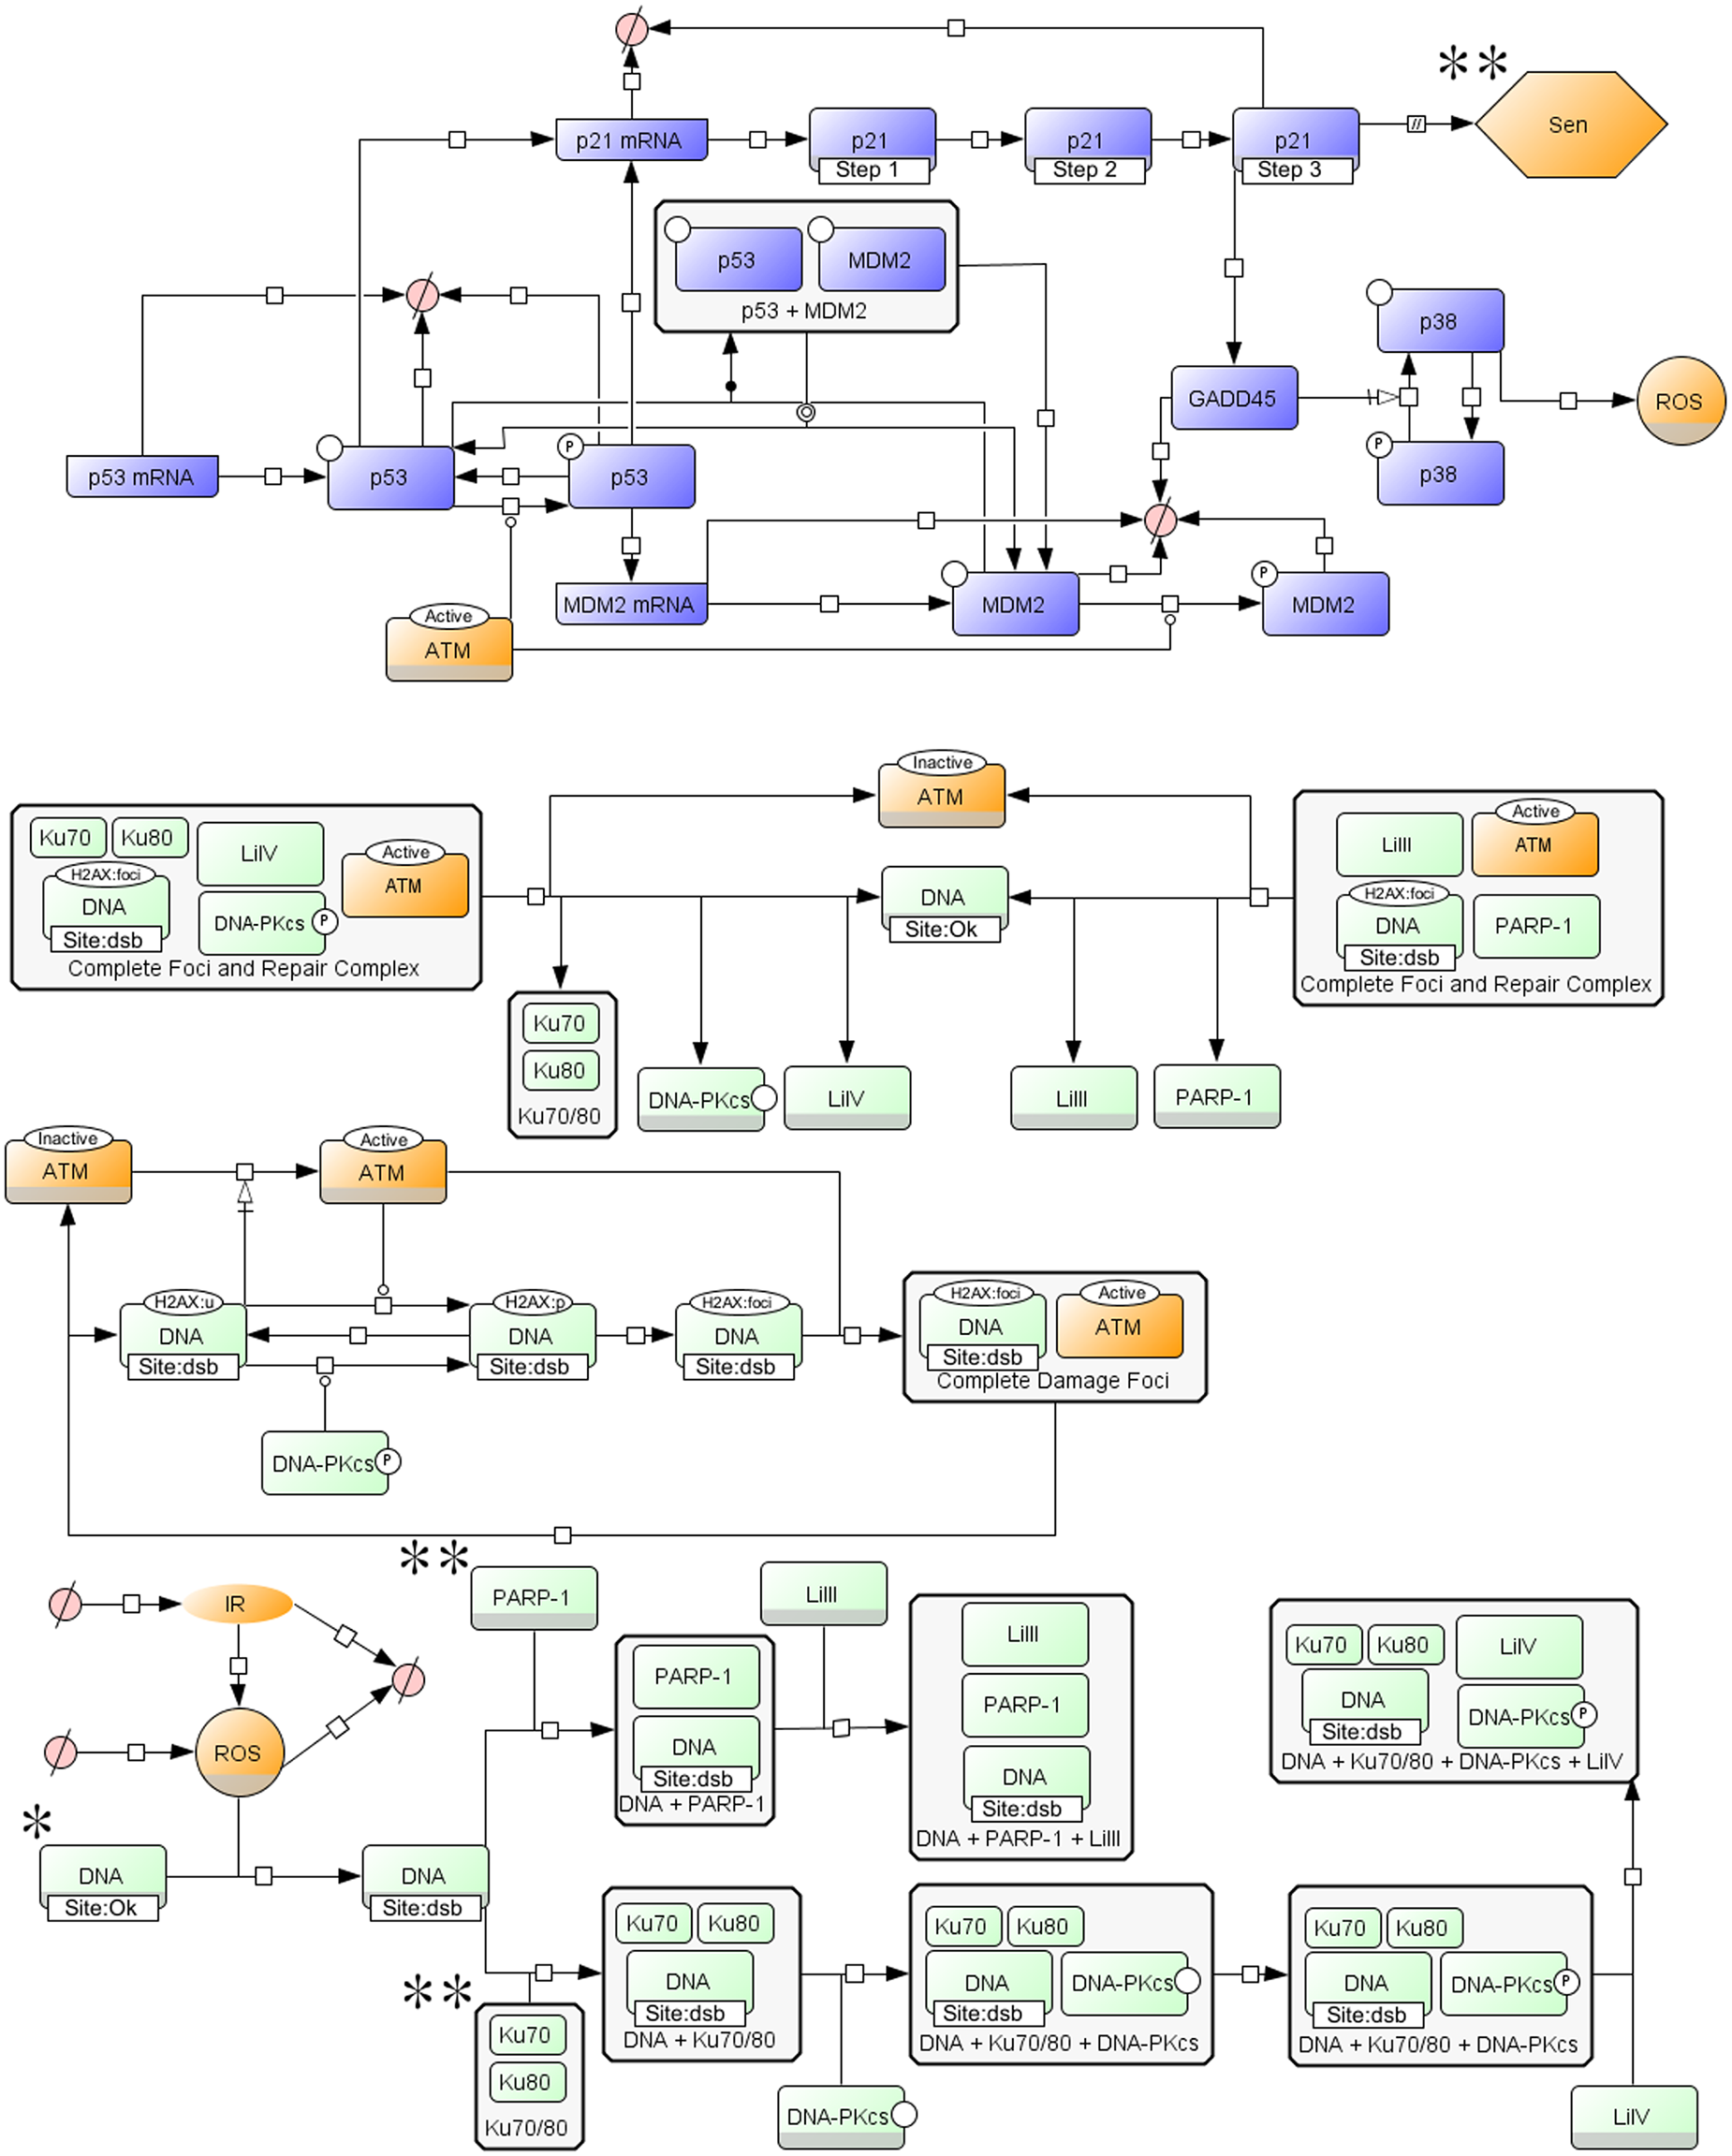 **
Sen
p21 mRNA
p21
Step 1
p21
Step 2
p21
Step 3
p53
MDM2
p53 + MDM2
p38
GADD45
ROS
P
p38
p53 mRNA
p53
P
p53
MDM2 mRNA
MDM2
P
MDM2
Active
ATM
Inactive
ATM
Ku70
Ku80
LiIV
Active
ATM
H2AX:foci
DNA
Site:dsb
DNA-PKcs
P
Complete Foci and Repair Complex
DNA
Site:Ok
LiIII
Active
ATM
H2AX:foci
DNA
Site:dsb
PARP-1
Complete Foci and Repair Complex
Ku70
Ku80
Ku70/80
DNA-PKcs
LiIV
LiIII
PARP-1
Inactive
ATM
Active
ATM
H2AX:u
DNA
Site:dsb
H2AX:p
DNA
Site:dsb
H2AX:foci
DNA
Site:dsb
H2AX:foci
DNA
Site:dsb
Active
ATM
Complete Damage Foci
DNA-PKcs
P
**
IR
PARP-1
LiIII
PARP-1
DNA
Site:dsb
DNA + PARP-1
LiIII
PARP-1
DNA
Site:dsb
DNA + PARP-1 + LiIII
Ku70
Ku80
LiIV
DNA
Site:dsb
DNA-PKcs
P
DNA + Ku70/80 + DNA-PKcs + LiIV
ROS
*
DNA
Site:Ok
DNA
Site:dsb
**
Ku70
Ku80
Ku70/80
Ku70
Ku80
DNA
Site:dsb
DNA + Ku70/80
DNA-PKcs
Ku70
Ku80
DNA
Site:dsb
DNA-PKcs
DNA + Ku70/80 + DNA-PKcs
Ku70
Ku80
DNA
Site:dsb
DNA-PKcs
P
DNA + Ku70/80 + DNA-PKcs
LiIV